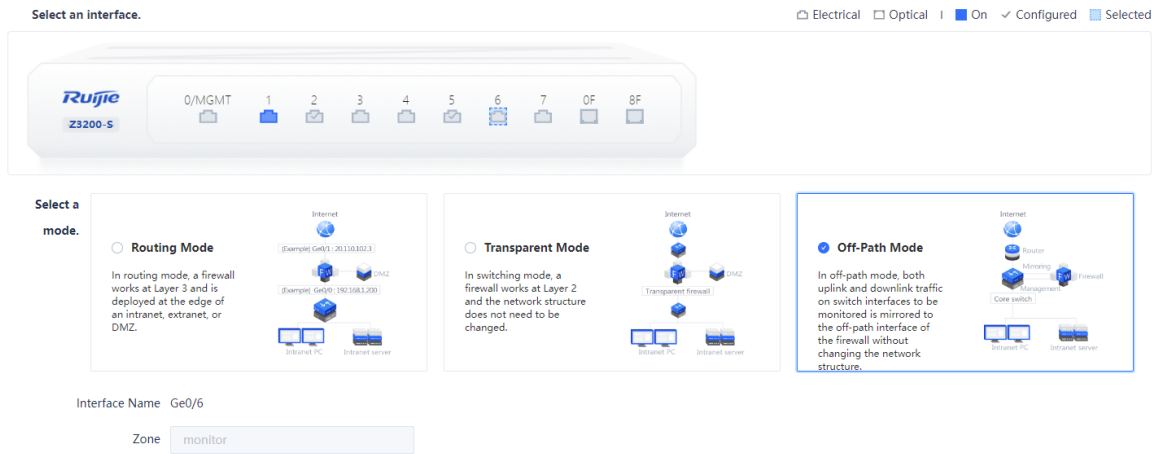 Select an interface.
Electrical Optical On Configured Selected
Ruijie
Z3200-S
0/MGMT 1 2 3 4 5 6 7 0F 8F
Select a mode.
Routing Mode
In routing mode, a firewall
works at Layer 3 and is
deployed at the edge of
an intranet, extranet, or
DMZ.
Internet
(Example) Ge0/1 : 20.110.102.3
FW
DMZ
(Example) Ge0/0 : 192.168.1.200
Intranet PC Intranet server
Transparent Mode
In switching mode, a
firewall works at Layer 2
and the network structure
does not need to be
changed.
Internet
FW
DMZ
Transparent firewall
Intranet PC Intranet server
Off-Path Mode
In off-path mode, both
uplink and downlink traffic
on switch interfaces to be
monitored is mirrored to
the off-path interface of
the firewall without
changing the network
structure.
Internet
Router
Mirroring
FW
Firewall
Management
Core switch
Intranet PC Intranet server
Interface Name Ge0/6
Zone monitor